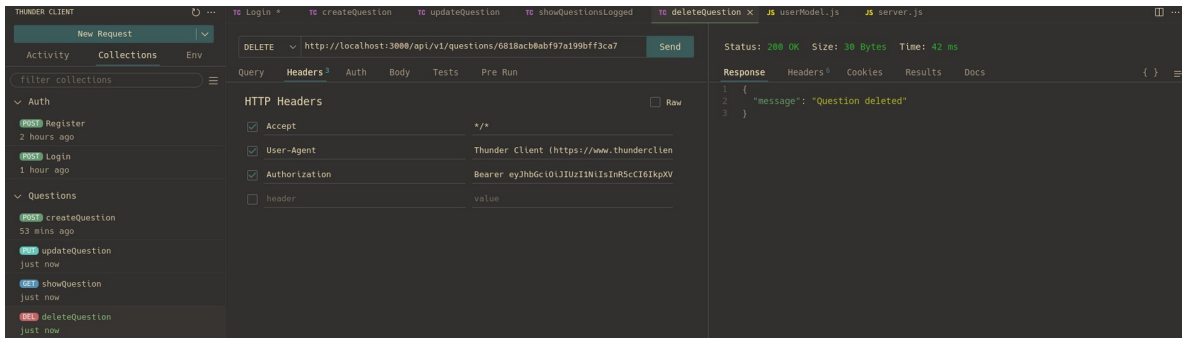 THUNDER CLIENT
New Request
Activity Collections Env
filter collections
Auth
POST Register
2 hours ago
POST Login
1 hour ago
Questions
POST createQuestion
53 mins ago
PUT updateQuestion
just now
GET showQuestion
just now
DEL deleteQuestion
just now
TC Login * TC createQuestion TC updateQuestion TC showQuestionsLogged TC deleteQuestion × JS userModel.js JS server.js
DELETE http://localhost:3000/api/v1/questions/6818acb0abf97a199bff3ca7 Send
Query Headers 3 Auth Body Tests Pre Run
HTTP Headers Raw
Accept */*
User-Agent Thunder Client (https://www.thunderclien
Authorization Bearer eyJhbGciOiJIUzI1NiIsInR5cCI6IkpXV
header value
Status: 200 OK Size: 30 Bytes Time: 42 ms
Response Headers 6 Cookies Results Docs { }
1 {
2 "message": "Question deleted"
3 }